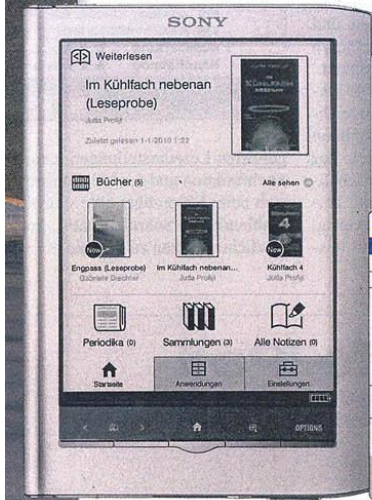 SONY
Weiterlesen
Im Kühlfach nebenan
(Leseprobe)
Jutta Profijt
Zuletzt gelesen 1-1-2010 1:22
Bücher (5)
Alle sehen
New
New
4
Engpass (Leseprobe)
Im Kühlfach nebenan...
Kühlfach 4
Jutta Profijt
Jutta Profijt
Periodika (0)
Sammlungen (3)
Alle Notizen (0)
Startseite
Anwendungen
Einstellungen
OPTIONS